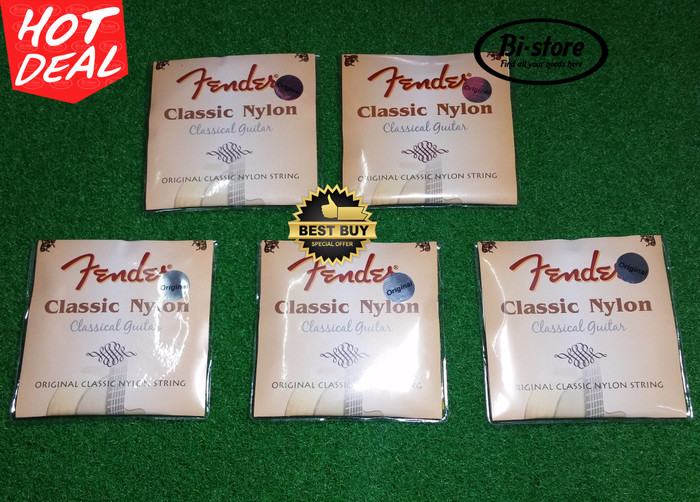 HOT
DEAL
Bi-store
Find all your needs here
Fender®
Original
Classic Nylon
Classical Guitar
ORIGINAL CLASSIC NYLON STRING
Fender®
Original
Classic Nylon
Classical Guitar
ORIGINAL CLASSIC NYLON STRING
BEST BUY
SPECIAL OFFER
Fender®
Original
Classic Nylon
Classical Guitar
ORIGINAL CLASSIC NYLON STRING
Fender®
Original
Classic Nylon
Classical Guitar
ORIGINAL CLASSIC NYLON STRING
Fender
Original
Classic Nylon
Classical Guitar
ORIGINAL CLASSIC NYLON STRING